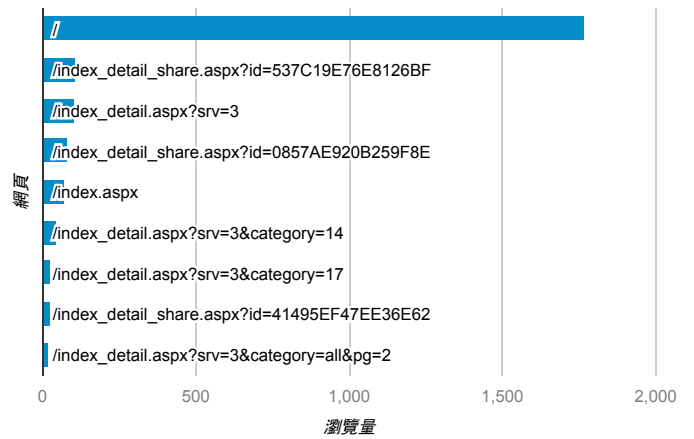 /
/index_detail_share.aspx?id=537C19E76E8126BF
/index_detail.aspx?srv=3
/index_detail_share.aspx?id=0857AE920B259F8E
/index.aspx
/index_detail.aspx?srv=3&category=14
/index_detail.aspx?srv=3&category=17
/index_detail_share.aspx?id=41495EF47EE36E62
/index_detail.aspx?srv=3&category=all&pg=2
網頁
0 500 1,000 1,500 2,000
瀏覽量